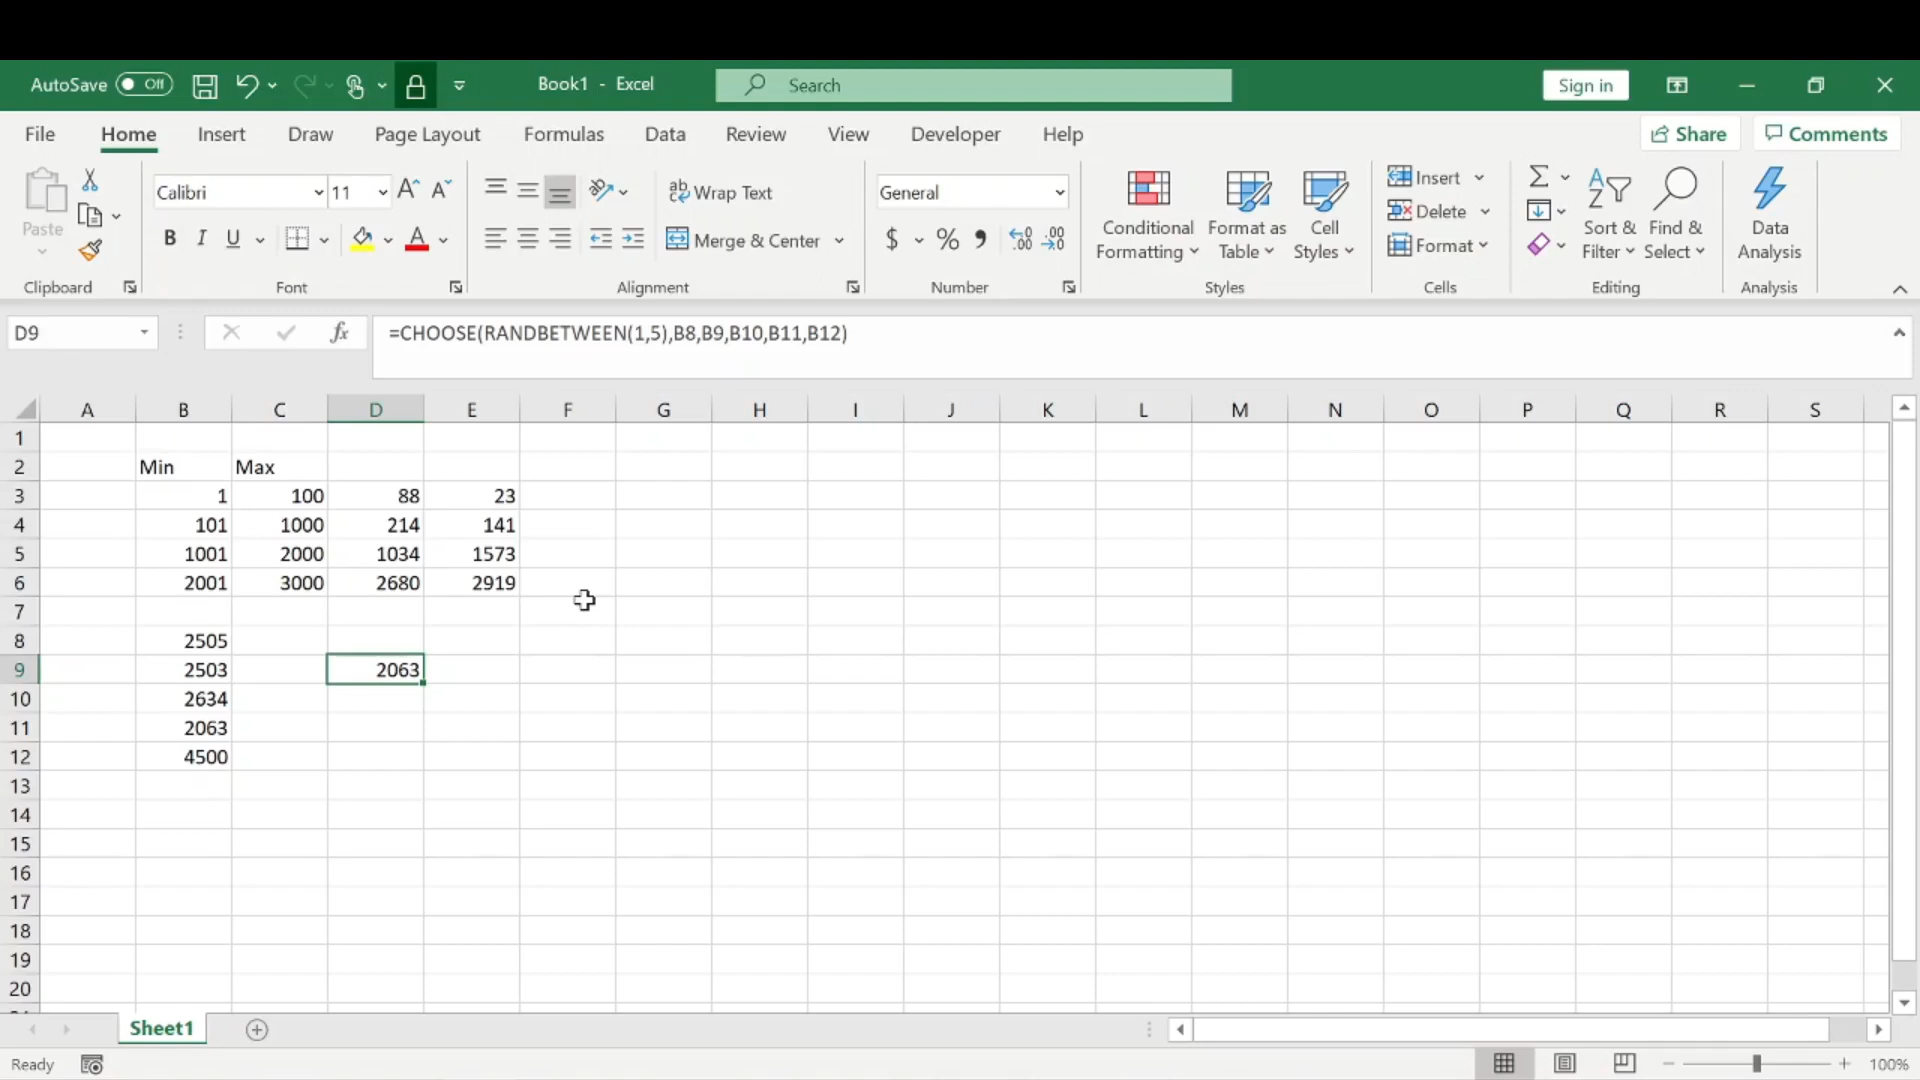 AutoSave Off Book1 - Excel Search Sign in
File Home Insert Draw Page Layout Formulas Data Review View Developer Help Share Comments
Paste
Calibri 11 A^ A˅
B I U A
ab Wrap Text
Merge & Center
General
$ % 9 .00 .00
Conditional Formatting
Format as Table
Cell Styles
Insert
Delete
Format
Sort & Filter
Find & Select
Data Analysis
Clipboard Font Alignment Number Styles Cells Editing Analysis
D9 fx =CHOOSE(RANDBETWEEN(1,5),B8,B9,B10,B11,B12)
A B C D E F G H I J K L M N O P Q R S
1
2 Min Max
3 1 100 88 23
4 101 1000 214 141
5 1001 2000 1034 1573
6 2001 3000 2680 2919
7
8 2505
9 2503 2063
10 2634
11 2063
12 4500
13
14
15
16
17
18
19
20
Sheet1
Ready 100%